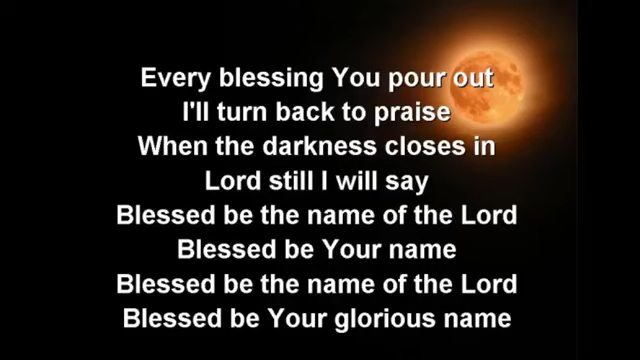 Every blessing You pour out
I'll turn back to praise
When the darkness closes in
Lord still I will say
Blessed be the name of the Lord
Blessed be Your name
Blessed be the name of the Lord
Blessed be Your glorious name